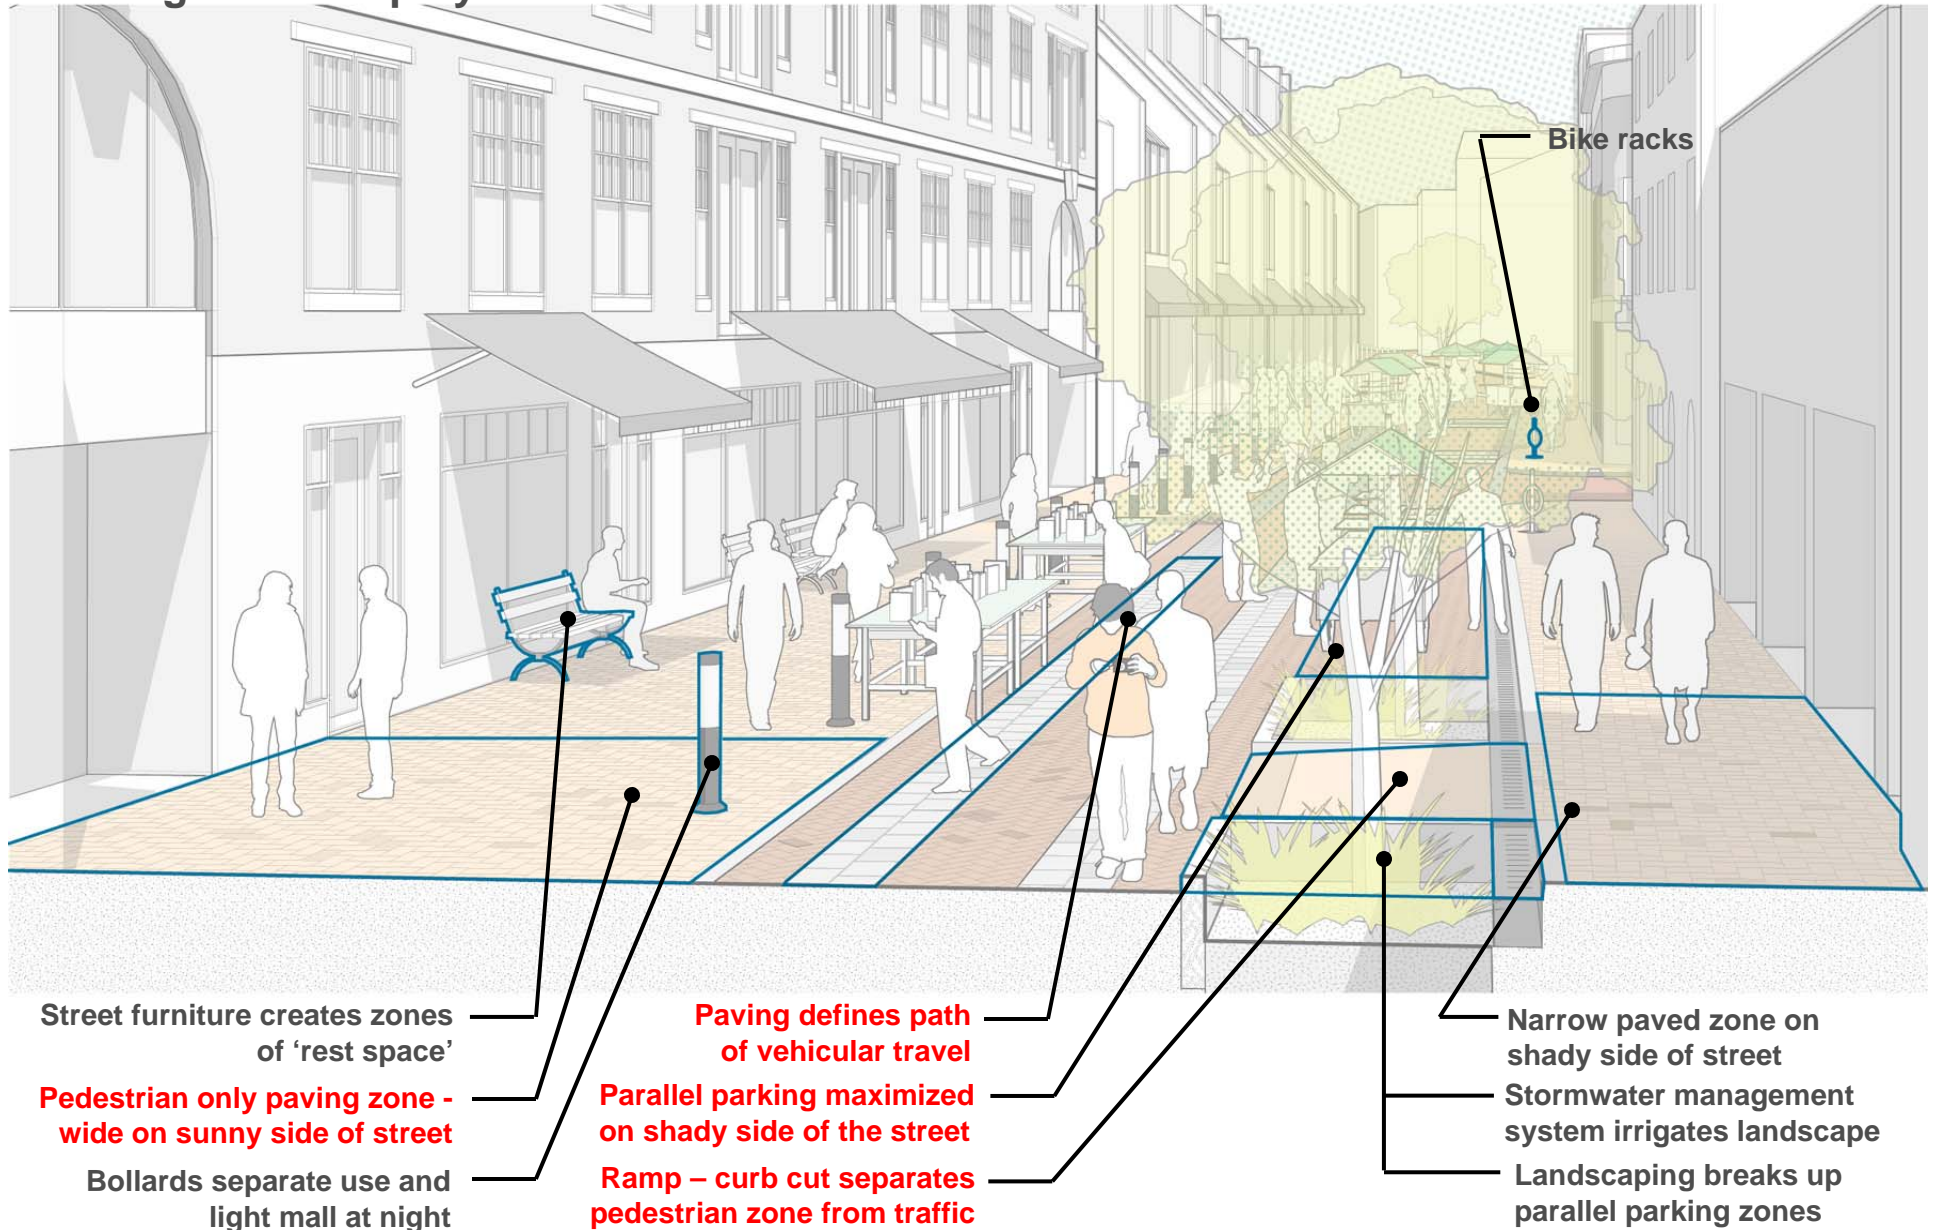 Bike racks
Street furniture creates zones
of ‘rest space’
Pedestrian only paving zone -
wide on sunny side of street
Bollards separate use and
light mall at night
Paving defines path
of vehicular travel
Parallel parking maximized
on shady side of the street
Ramp – curb cut separates
pedestrian zone from traffic
Narrow paved zone on
shady side of street
Stormwater management
system irrigates landscape
Landscaping breaks up
parallel parking zones